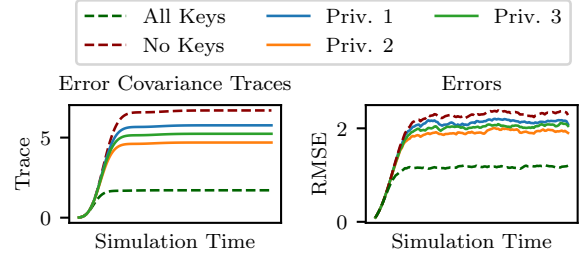 All Keys
No Keys
Priv. 1
Priv. 2
Priv. 3
Error Covariance Traces
Trace
5
0
Simulation Time
Errors
RMSE
2
0
Simulation Time